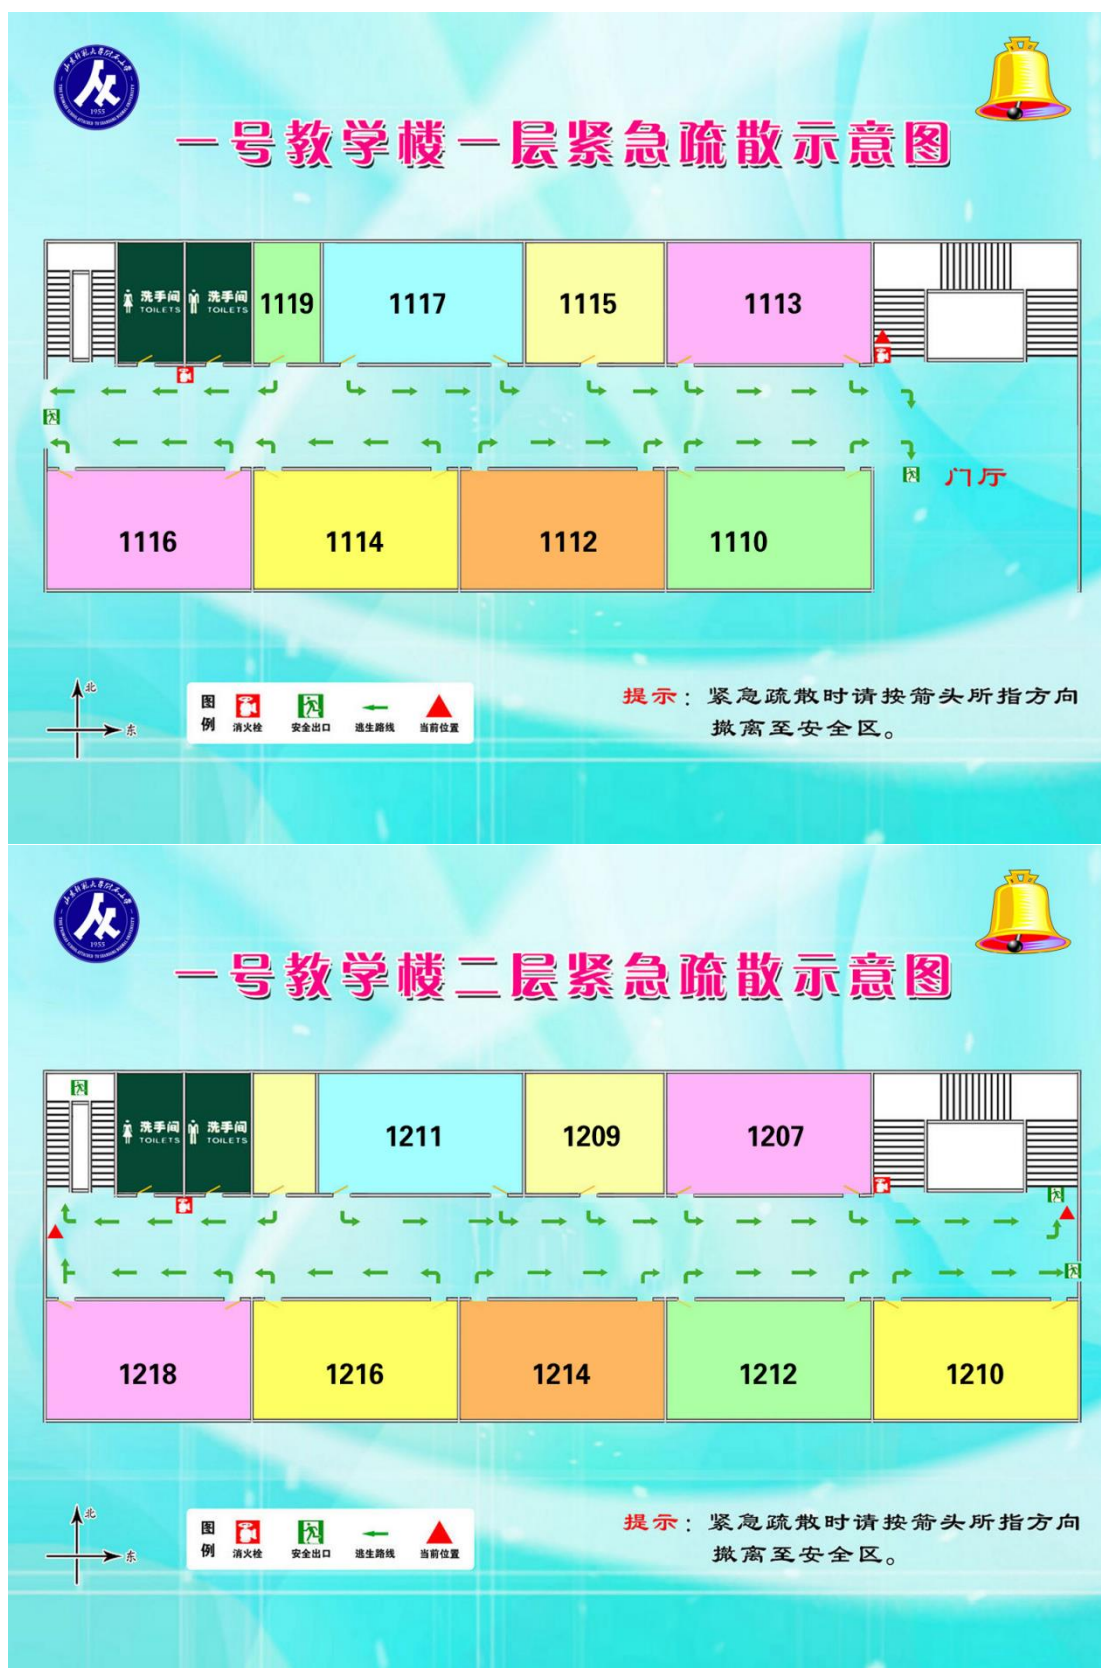 一号教学楼一层紧急疏散示意图
洗手间 洗手间
TOILETS TOILETS
1119 1117 1115 1113
门厅
1116 1114 1112 1110
北
东
图例
消火栓 安全出口 逃生路线 当前位置
提示：紧急疏散时请按箭头所指方向
撤离至安全区。
1955
一号教学楼二层紧急疏散示意图
洗手间 洗手间
TOILETS TOILETS
1211 1209 1207
1218 1216 1214 1212 1210
北
东
图例
消火栓 安全出口 逃生路线 当前位置
提示：紧急疏散时请按箭头所指方向
撤离至安全区。
1955